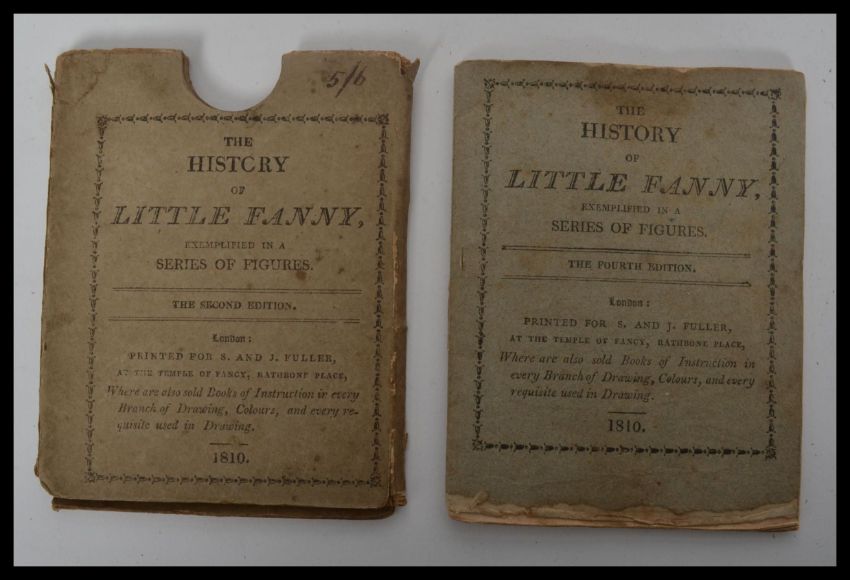 5/6
THE
HISTORY
OF
LITTLE FANNY,
EXEMPLIFIED IN A
SERIES OF FIGURES.
THE SECOND EDITION.
London:
PRINTED FOR S. AND J. FULLER,
AT THE TEMPLE OF FANCY, RATHBONE PLACE,
Where are also sold Books of Instruction in every
Branch of Drawing, Colours, and every re-
quisite used in Drawing.
1810.
THE
HISTORY
OF
LITTLE FANNY,
EXEMPLIFIED IN A
SERIES OF FIGURES.
THE FOURTH EDITION.
London:
PRINTED FOR S. AND J. FULLER,
AT THE TEMPLE OF FANCY, RATHBONE PLACE,
Where are also sold Books of Instruction in
every Branch of Drawing, Colours, and every
requisite used in Drawing.
1810.